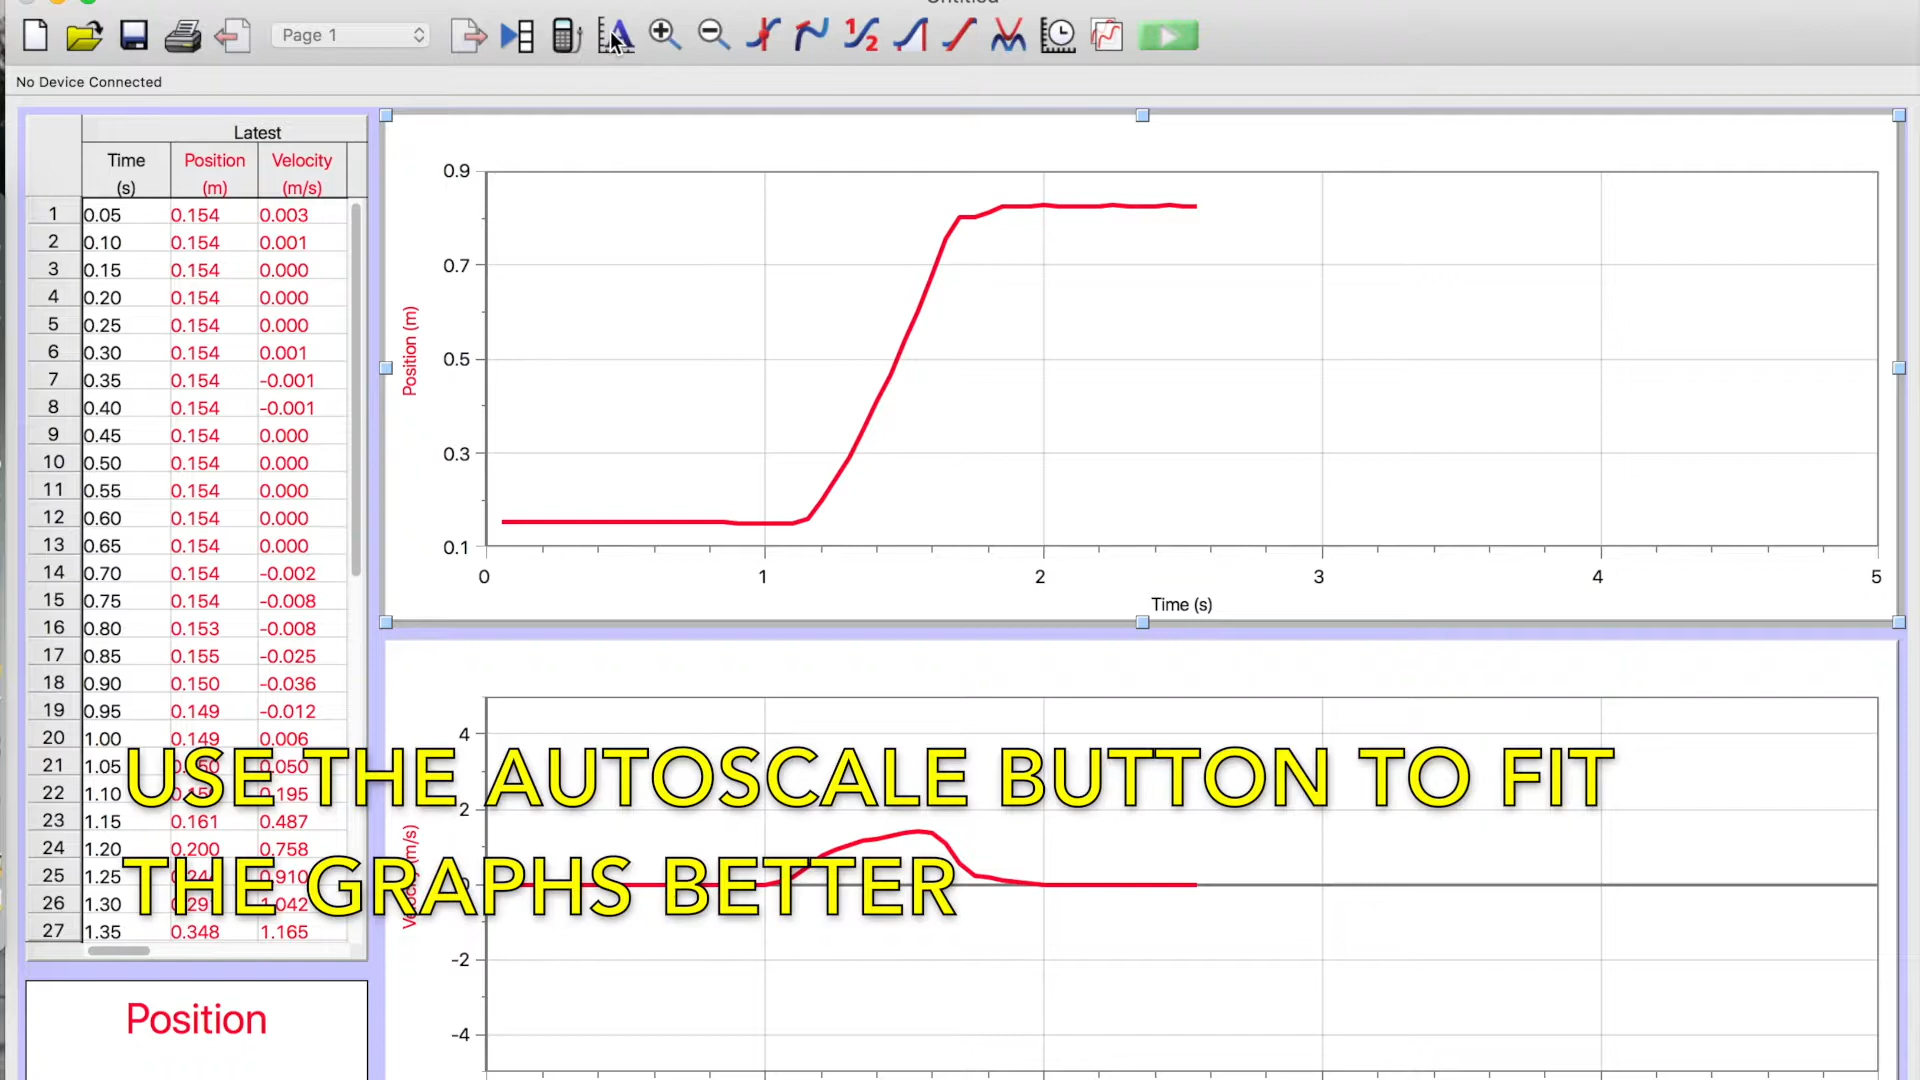 Untitled
Page 1
No Device Connected
Latest
Time Position Velocity
(s) (m) (m/s)
1 0.05 0.154 0.003
2 0.10 0.154 0.001
3 0.15 0.154 0.000
4 0.20 0.154 0.000
5 0.25 0.154 0.000
6 0.30 0.154 0.001
7 0.35 0.154 -0.001
8 0.40 0.154 -0.001
9 0.45 0.154 0.000
10 0.50 0.154 0.000
11 0.55 0.154 0.000
12 0.60 0.154 0.000
13 0.65 0.154 0.000
14 0.70 0.154 -0.002
15 0.75 0.154 -0.008
16 0.80 0.153 -0.008
17 0.85 0.155 -0.025
18 0.90 0.150 -0.036
19 0.95 0.149 -0.012
20 1.00 0.149 0.006
21 1.05 0.050
22 1.10 0.195
23 1.15 0.161 0.487
24 1.20 0.200 0.758
25 1.25 0.910
26 1.30 1.042
27 1.35 0.348 1.165
Position
0.9
0.7
0.5
0.3
0.1
Position (m)
0 1 2 3 4 5
Time (s)
4
2
-2
-4
Velocity (m/s)
USE THE AUTOSCALE BUTTON TO FIT
THE GRAPHS BETTER